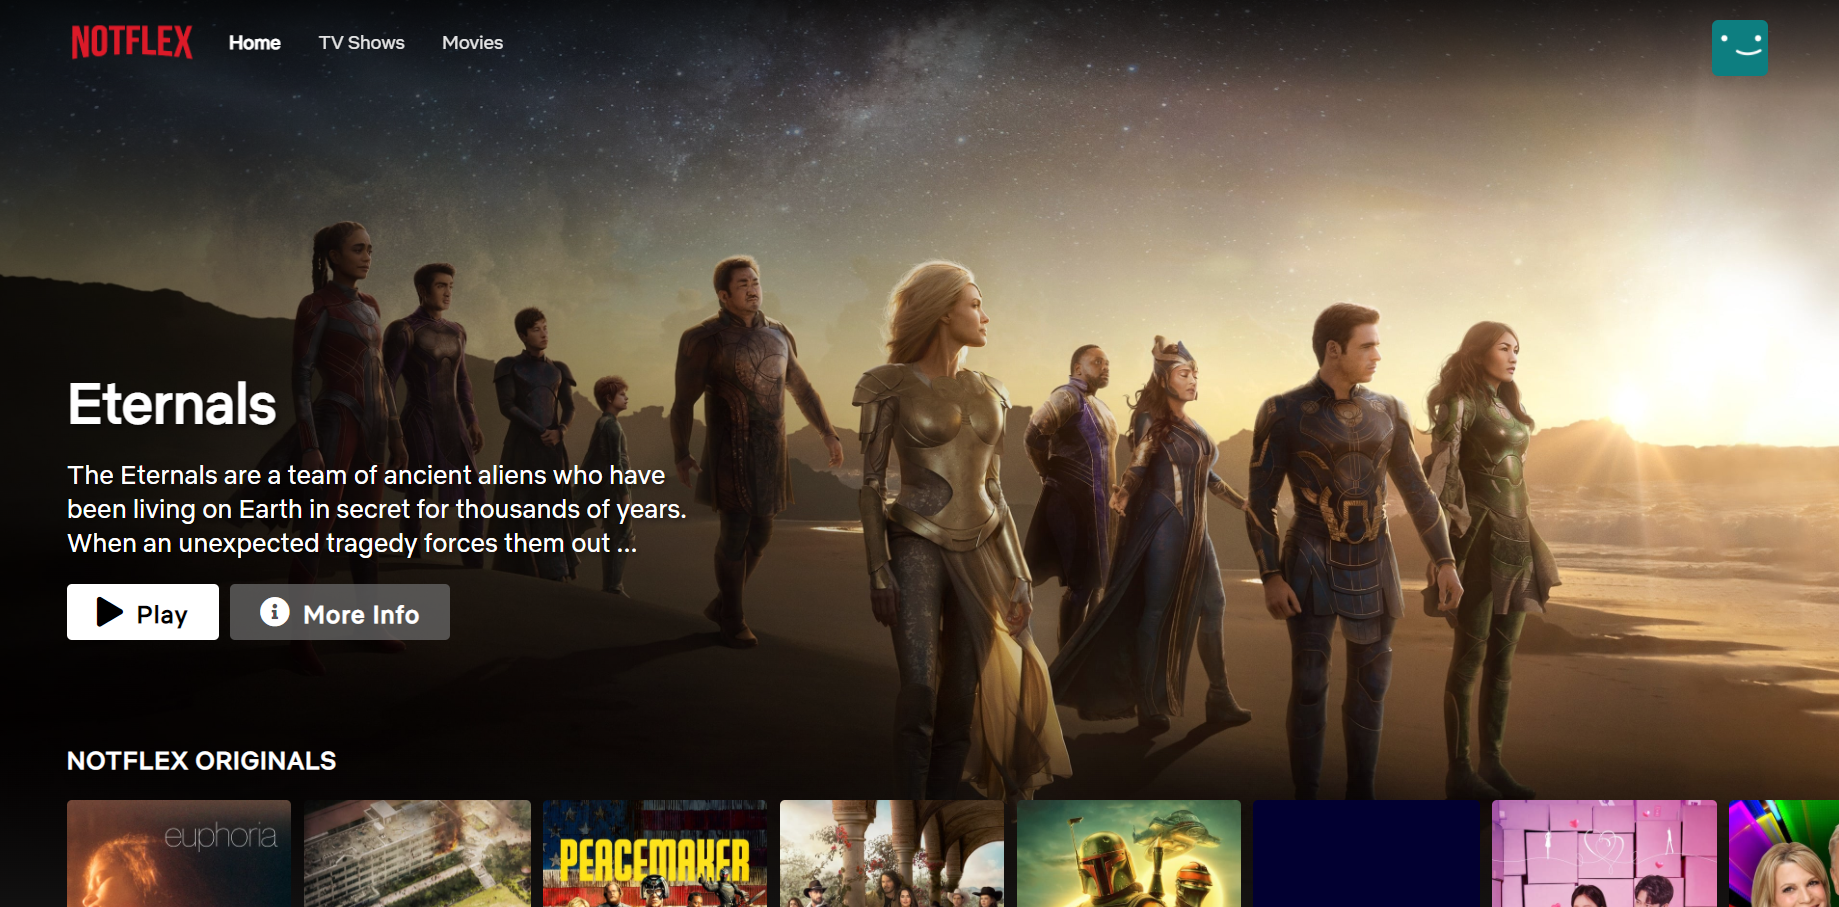 NOTFLEX Home TV Shows Movies
Eternals
The Eternals are a team of ancient aliens who have
been living on Earth in secret for thousands of years.
When an unexpected tragedy forces them out ...
Play More Info
NOTFLEX ORIGINALS
euphoria
PEACEMAKER